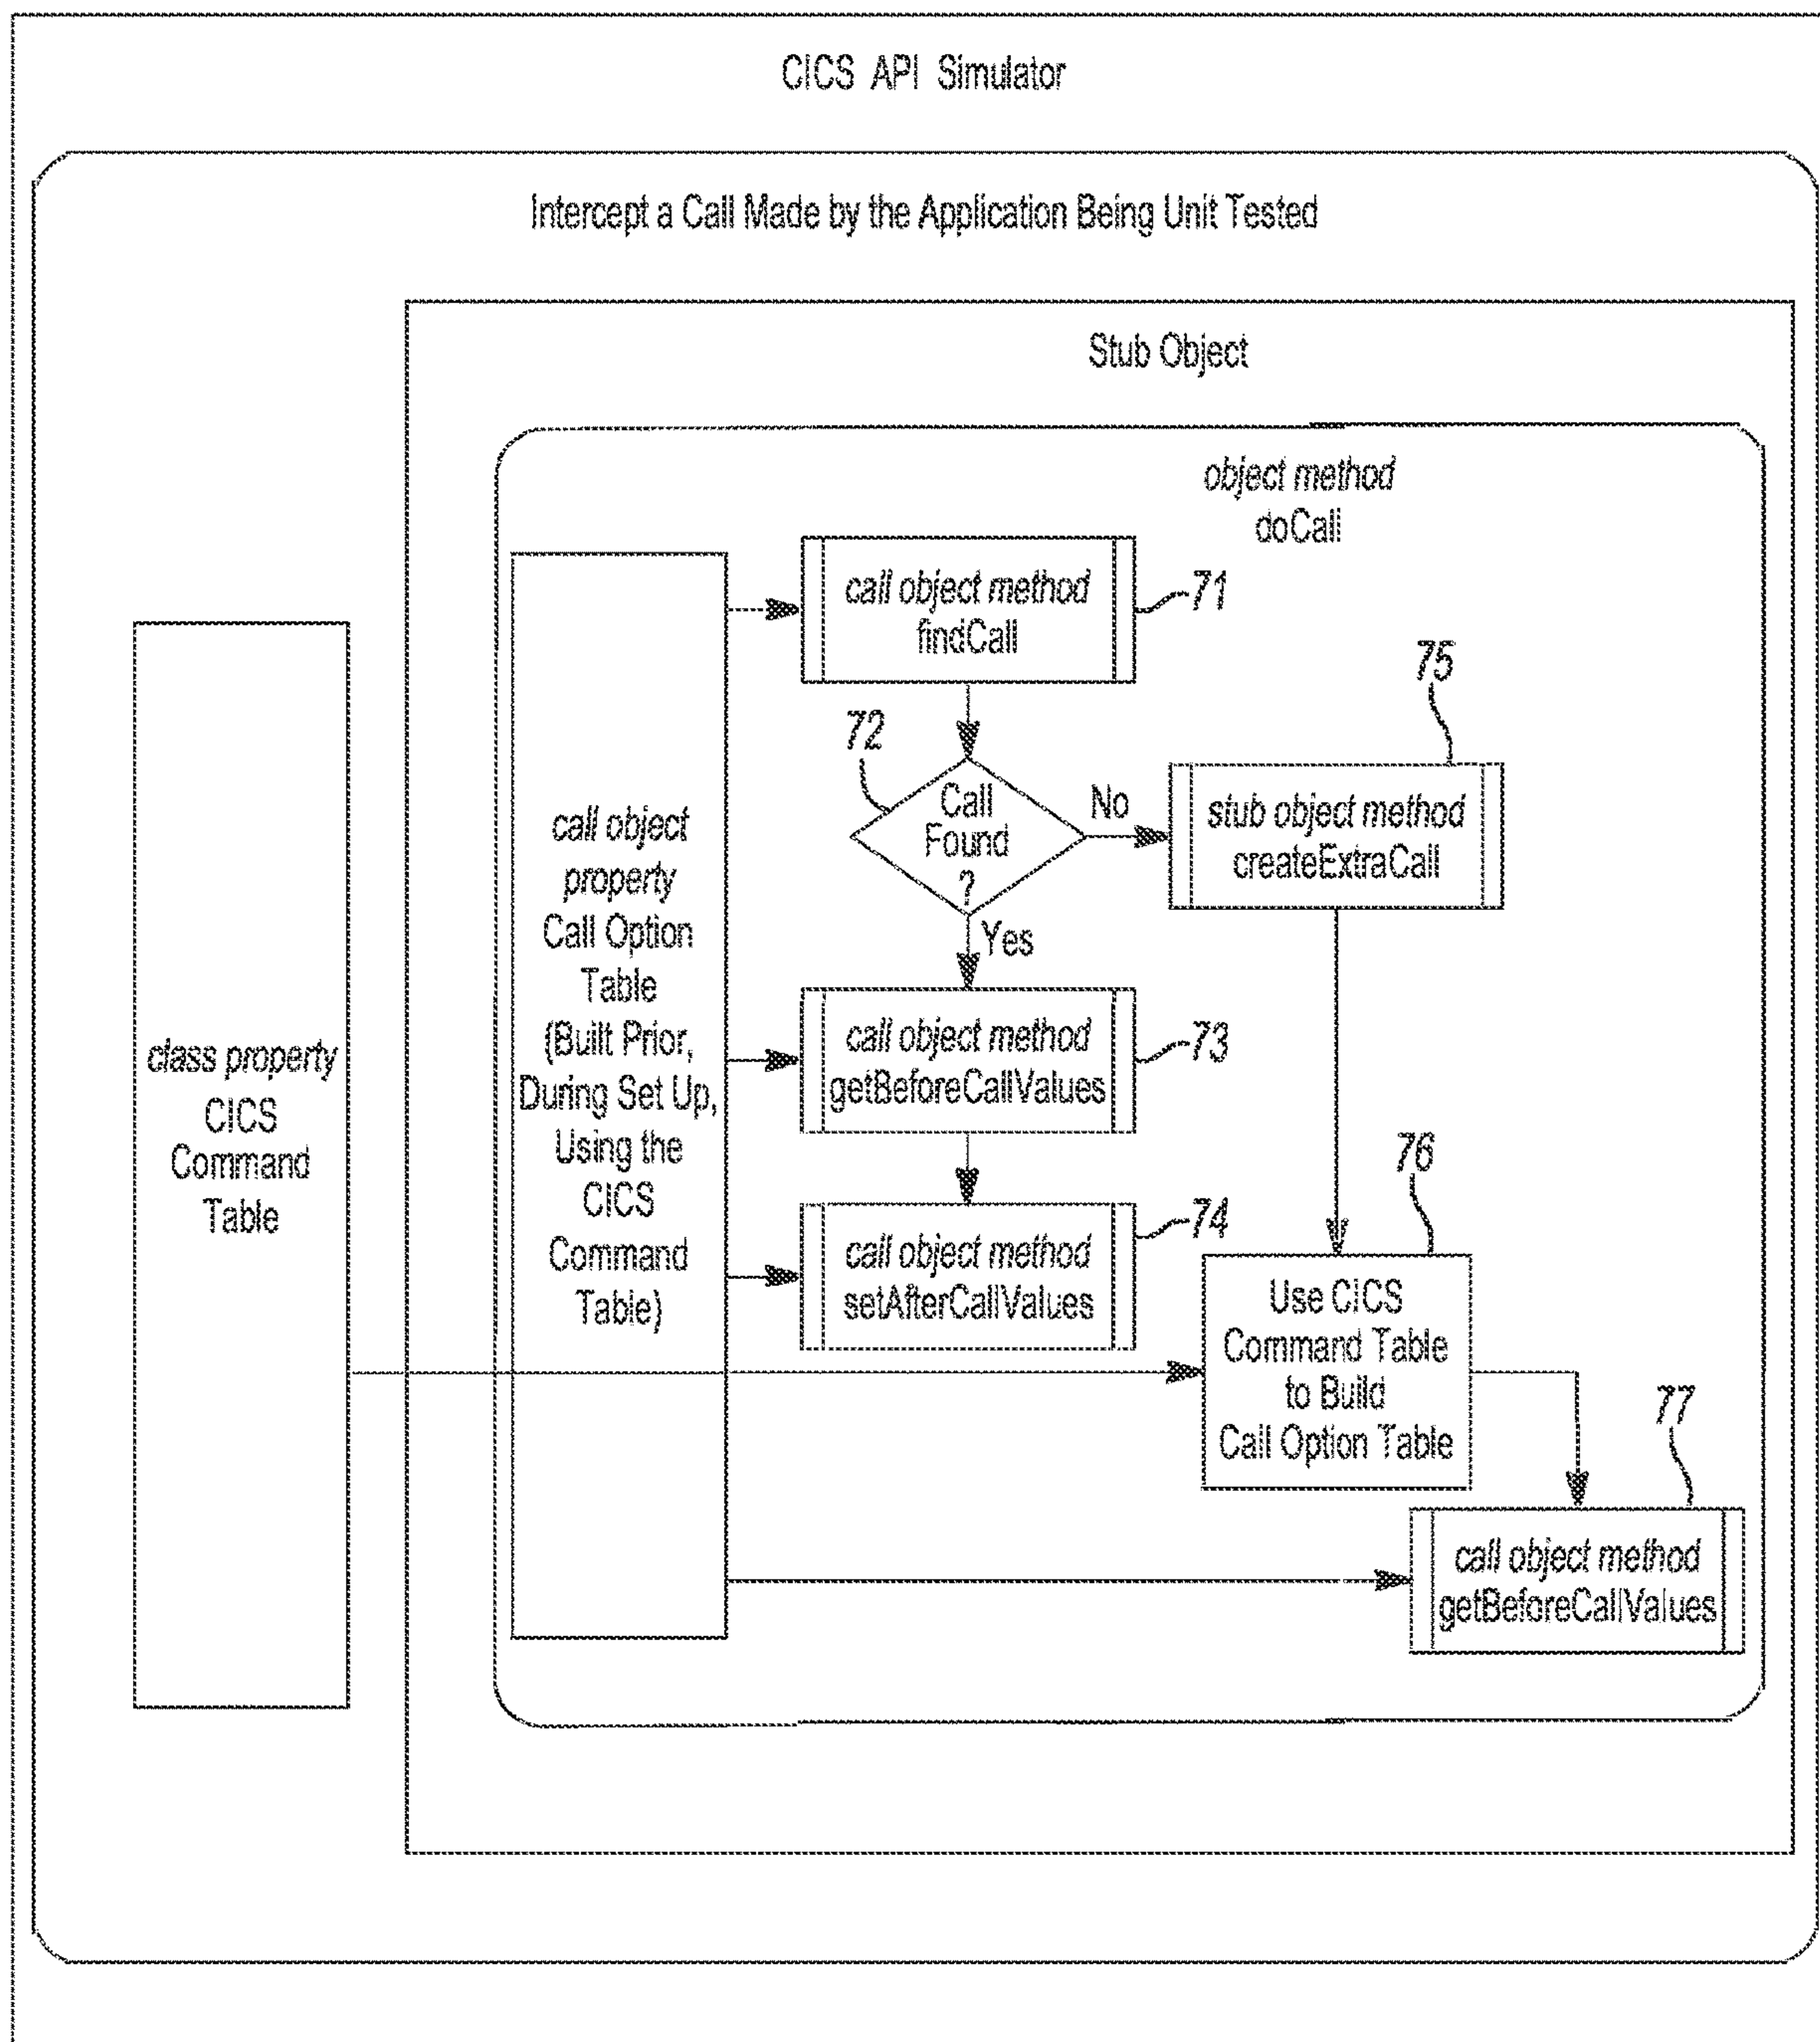 CICS API Simulator
Intercept a Call Made by the Application Being Unit Tested
Stub Object
object method
doCall
call object method
findCall
71
72
Call
Found
?
No
Yes
75
stub object method
createExtraCall
class property
CICS
Command
Table
call object
property
Call Option
Table
(Built Prior,
During Set Up,
Using the
CICS
Command
Table)
call object method
getBeforeCallValues
73
call object method
setAfterCallValues
74
76
Use CICS
Command Table
to Build
Call Option Table
77
call object method
getBeforeCallValues